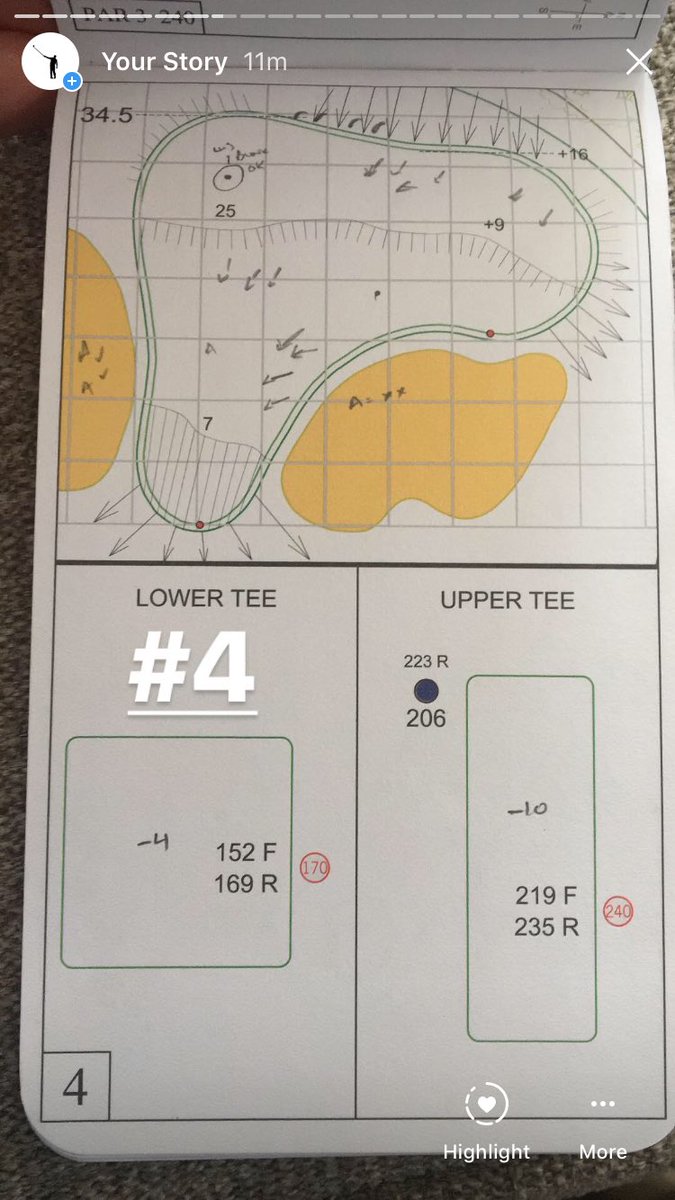 PAR 3 240
Your Story 11m
34.5
+16
25
+9
A
A
A
A = xx
7
LOWER TEE
UPPER TEE
#4
223 R
206
-4
-10
152 F
169 R
170
219 F
235 R
240
4
Highlight
More